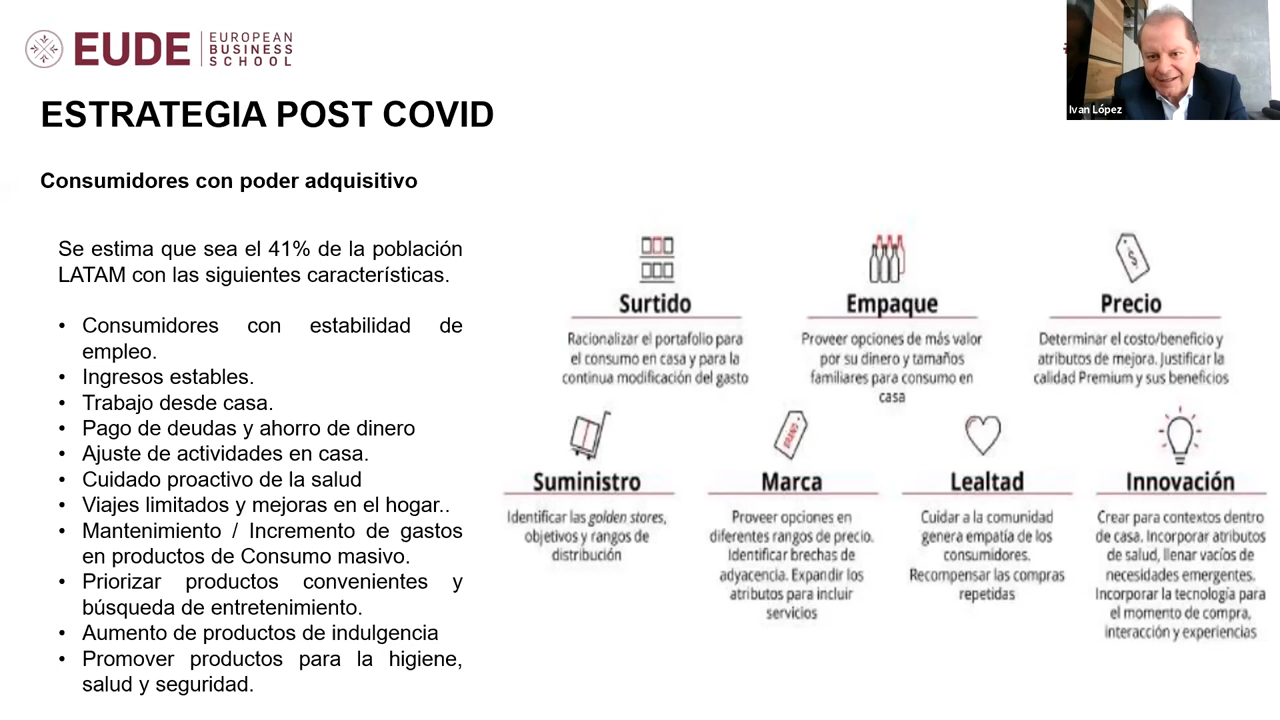 EUDE
EUROPEAN
BUSINESS
SCHOOL
Ivan López
ESTRATEGIA POST COVID
Consumidores con poder adquisitivo
Se estima que sea el 41% de la población
LATAM con las siguientes características.
• Consumidores con estabilidad de
empleo.
• Ingresos estables.
• Trabajo desde casa.
• Pago de deudas y ahorro de dinero
• Ajuste de actividades en casa.
• Cuidado proactivo de la salud
• Viajes limitados y mejoras en el hogar..
• Mantenimiento / Incremento de gastos
en productos de Consumo masivo.
• Priorizar productos convenientes y
búsqueda de entretenimiento.
• Aumento de productos de indulgencia
• Promover productos para la higiene,
salud y seguridad.
Surtido
Racionalizar el portafolio para
el consumo en casa y para la
continua modificación del gasto
Empaque
Proveer opciones de más valor
por su dinero y tamaños
familiares para consumo en
casa
Precio
Determinar el costo/beneficio y
atributos de mejora. Justificar la
calidad Premium y sus beneficios
Suministro
Identificar las golden stores,
objetivos y rangos de
distribución
Marca
Proveer opciones en
diferentes rangos de precio.
Identificar brechas de
adyacencia. Expandir los
atributos para incluir
servicios
Lealtad
Cuidar a la comunidad
genera empatía de los
consumidores.
Recompensar las compras
repetidas
Innovación
Crear para contextos dentro
de casa. Incorporar atributos
de salud, llenar vacíos de
necesidades emergentes.
Incorporar la tecnología para
el momento de compra,
interacción y experiencias